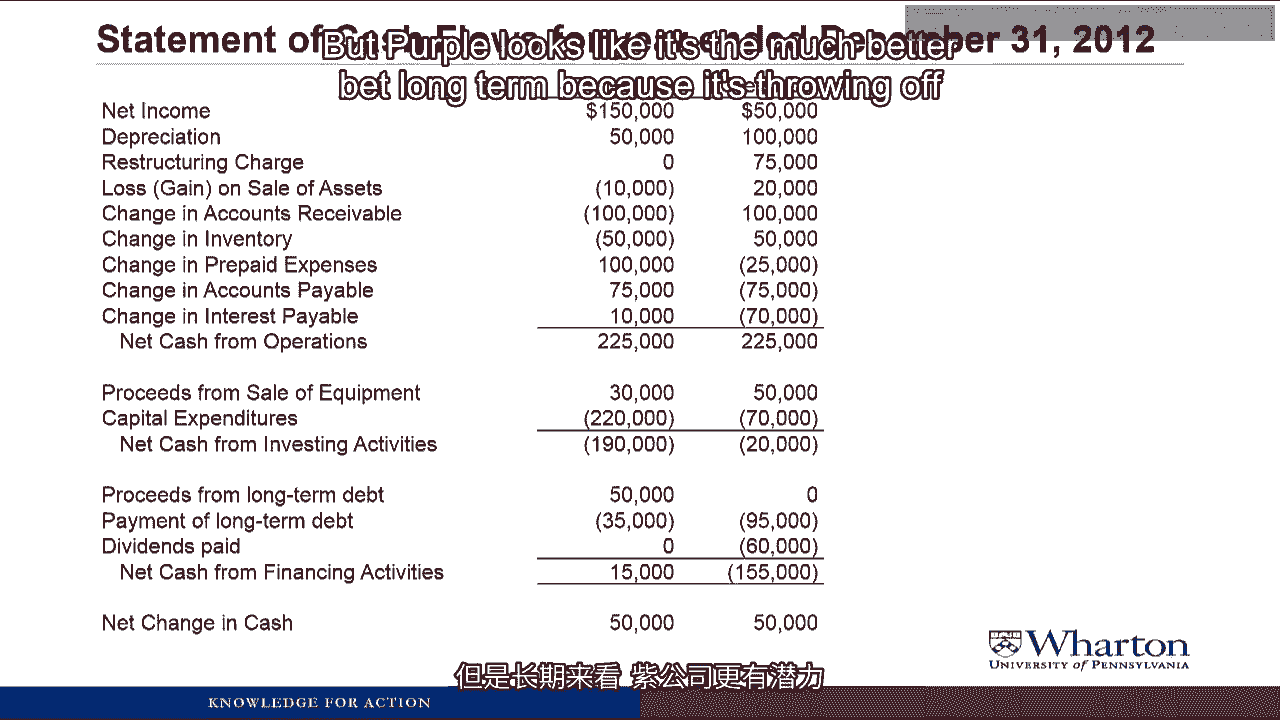 Statement of Cash Flows for year ended December 31, 2012
But Purple looks like it's the much better
bet long term because it's throwing off
Net Income $150,000 $50,000
Depreciation 50,000 100,000
Restructuring Charge 0 75,000
Loss (Gain) on Sale of Assets (10,000) 20,000
Change in Accounts Receivable (100,000) 100,000
Change in Inventory (50,000) 50,000
Change in Prepaid Expenses 100,000 (25,000)
Change in Accounts Payable 75,000 (75,000)
Change in Interest Payable 10,000 (70,000)
Net Cash from Operations 225,000 225,000
Proceeds from Sale of Equipment 30,000 50,000
Capital Expenditures (220,000) (70,000)
Net Cash from Investing Activities (190,000) (20,000)
Proceeds from long-term debt 50,000 0
Payment of long-term debt (35,000) (95,000)
Dividends paid 0 (60,000)
Net Cash from Financing Activities 15,000 (155,000)
Net Change in Cash 50,000 50,000
Wharton
UNIVERSITY of PENNSYLVANIA
但是长期来看 紫公司更有潜力
KNOWLEDGE FOR ACTION